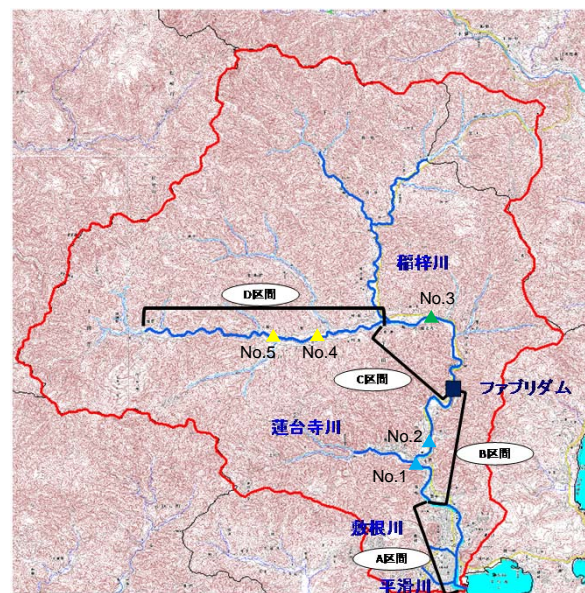 稲梓川
D区間
No.3
No.5
No.4
C区間
ファブリダム
蓮台寺川
No.2
No.1
B区間
敷根川
A区間
平滑川